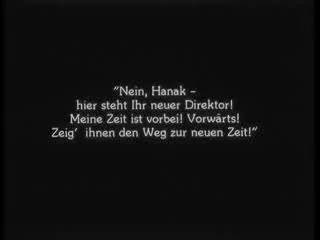 "Nein, Hanak –
hier steht Ihr neuer Direktor!
Meine Zeit ist vorbei! Vorwärts!
Zeig' ihnen den Weg zur neuen Zeit!"